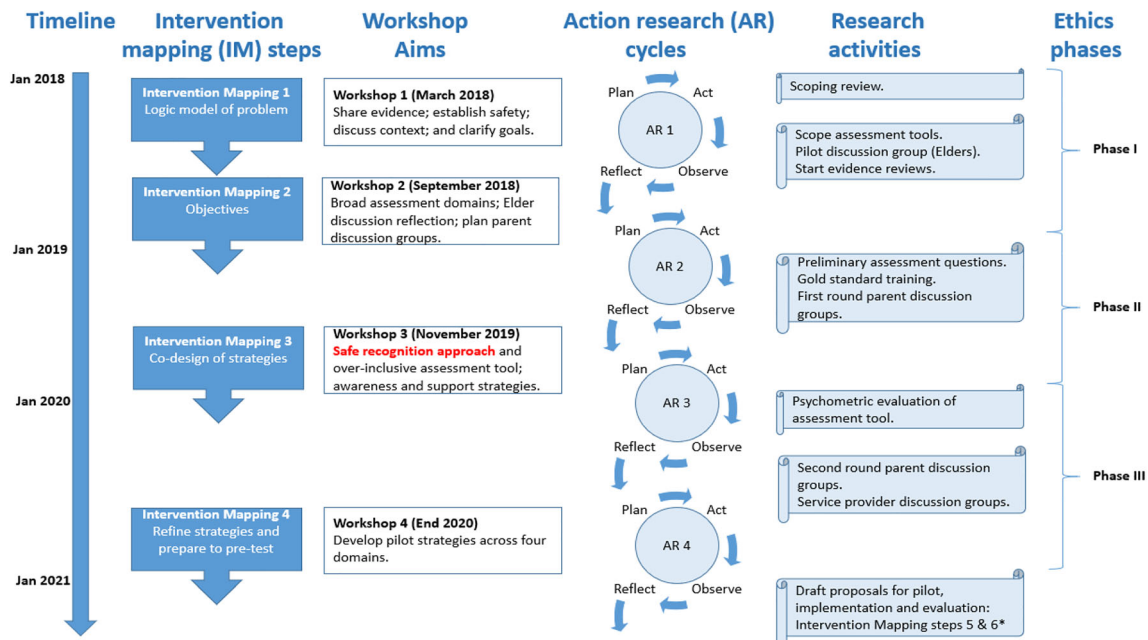 Timeline
Intervention
mapping (IM) steps
Workshop
Aims
Action research (AR)
cycles
Research
activities
Ethics
phases
Jan 2018
Jan 2019
Jan 2020
Jan 2021
Intervention Mapping 1
Logic model of problem
Intervention Mapping 2
Objectives
Intervention Mapping 3
Co-design of strategies
Intervention Mapping 4
Refine strategies and
prepare to pre-test
Workshop 1 (March 2018)
Share evidence; establish safety;
discuss context; and clarify goals.
Workshop 2 (September 2018)
Broad assessment domains; Elder
discussion reflection; plan parent
discussion groups.
Workshop 3 (November 2019)
Safe recognition approach and
over-inclusive assessment tool;
awareness and support strategies.
Workshop 4 (End 2020)
Develop pilot strategies across four
domains.
Plan
Act
AR 1
Reflect
Observe
Plan
Act
AR 2
Reflect
Observe
Plan
Act
AR 3
Reflect
Observe
Plan
Act
AR 4
Reflect
Observe
Scoping review.
Scope assessment tools.
Pilot discussion group (Elders).
Start evidence reviews.
Preliminary assessment questions.
Gold standard training.
First round parent discussion
groups.
Psychometric evaluation of
assessment tool.
Second round parent discussion
groups.
Service provider discussion groups.
Draft proposals for pilot,
implementation and evaluation:
Intervention Mapping steps 5 & 6*
Phase I
Phase II
Phase III